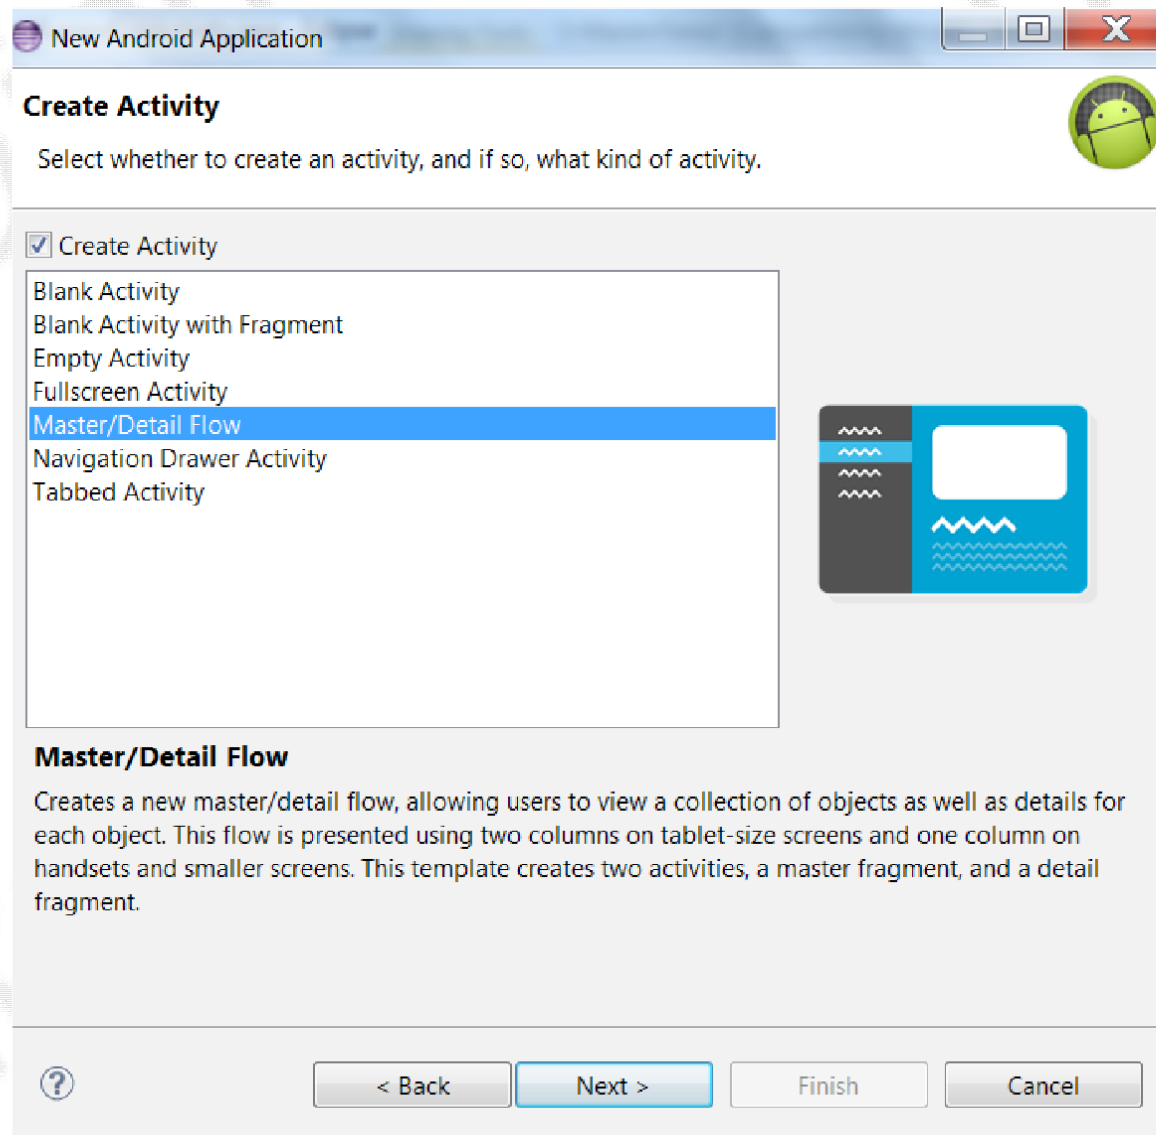 New Android Application
Create Activity
Select whether to create an activity, and if so, what kind of activity.
Create Activity
Blank Activity
Blank Activity with Fragment
Empty Activity
Fullscreen Activity
Master/Detail Flow
Navigation Drawer Activity
Tabbed Activity
Master/Detail Flow
Creates a new master/detail flow, allowing users to view a collection of objects as well as details for
each object. This flow is presented using two columns on tablet-size screens and one column on
handsets and smaller screens. This template creates two activities, a master fragment, and a detail
fragment.
< Back
Next >
Finish
Cancel